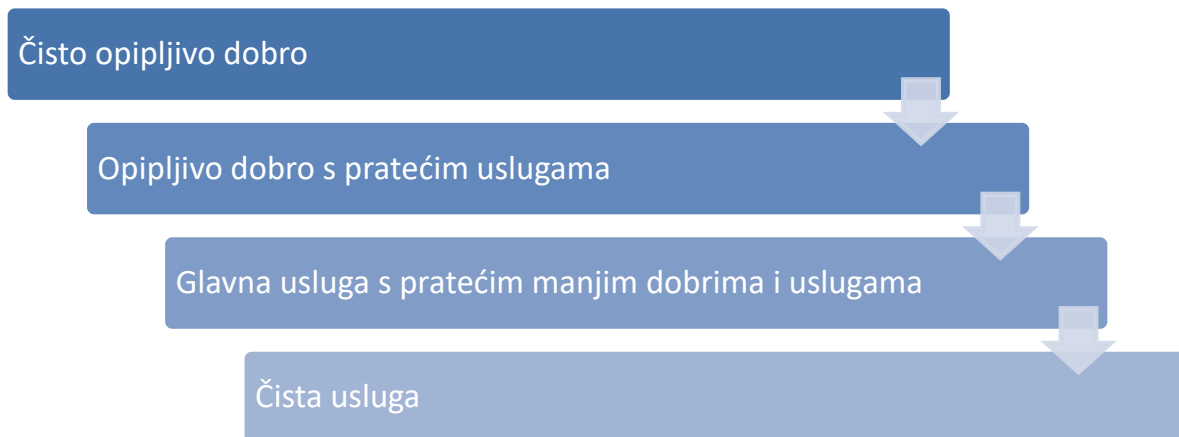 Čisto opipljivo dobro
Opipljivo dobro s pratećim uslugama
Glavna usluga s pratećim manjim dobrima i uslugama
Čista usluga